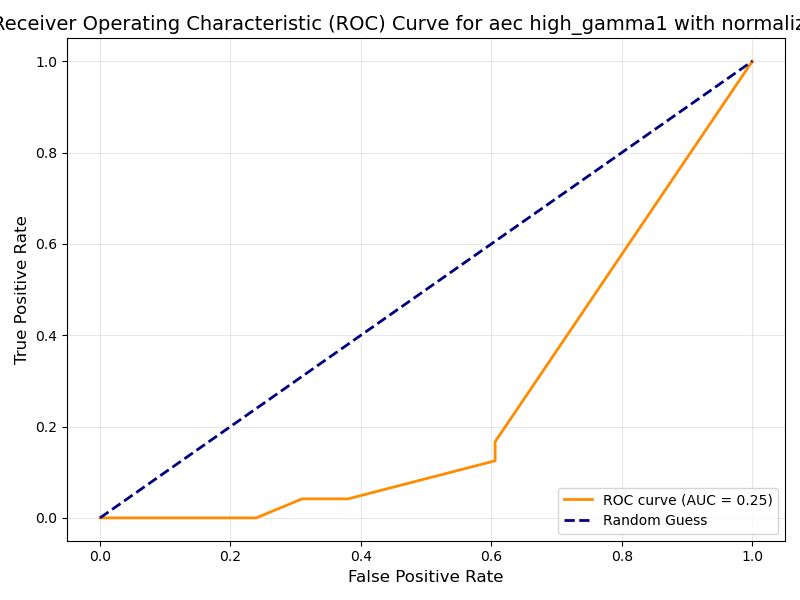 Receiver Operating Characteristic (ROC) Curve for aec high_gamma1 with
1.0
0.8
0.6
0.4
0.2
0.0
True Positive Rate
0.0 0.2 0.4 0.6 0.8 1.0
False Positive Rate
ROC curve (AUC = 0.25)
Random Guess